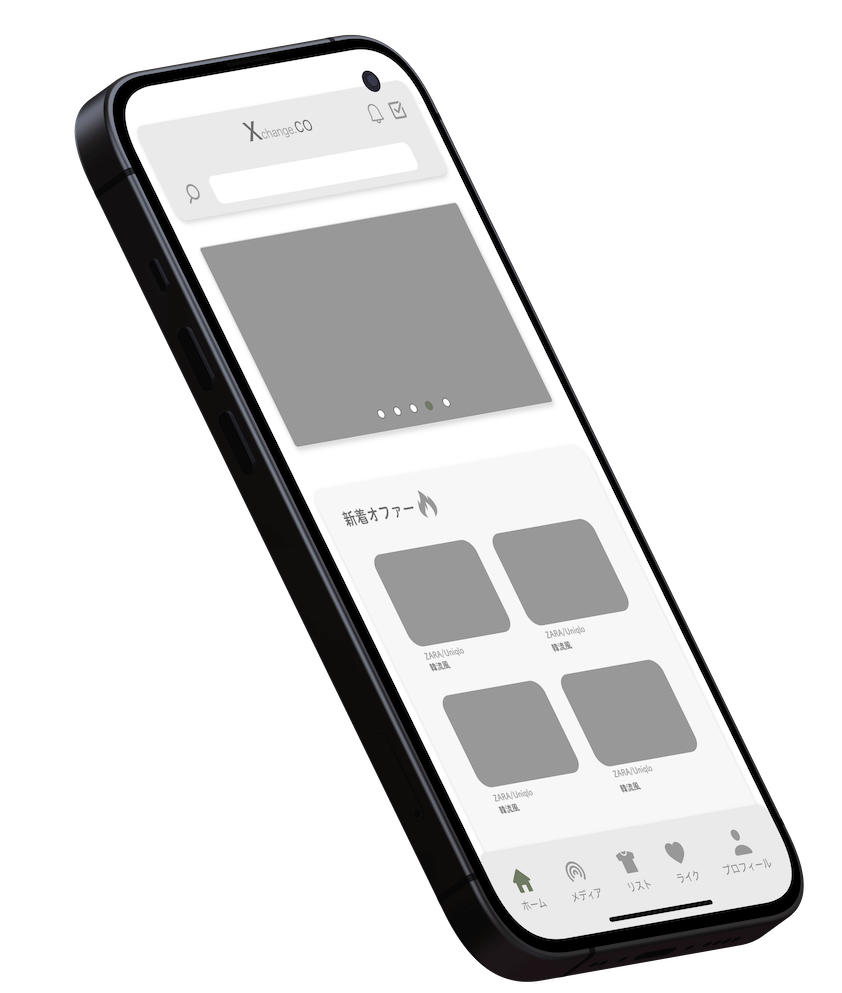 Xchange.CO
新着オファー
ZARA/Uniqlo
韓流風
ZARA/Uniqlo
韓流風
ZARA/Uniqlo
韓流風
ZARA/Uniqlo
韓流風
ホーム
メディア
リスト
ライク
プロフィール